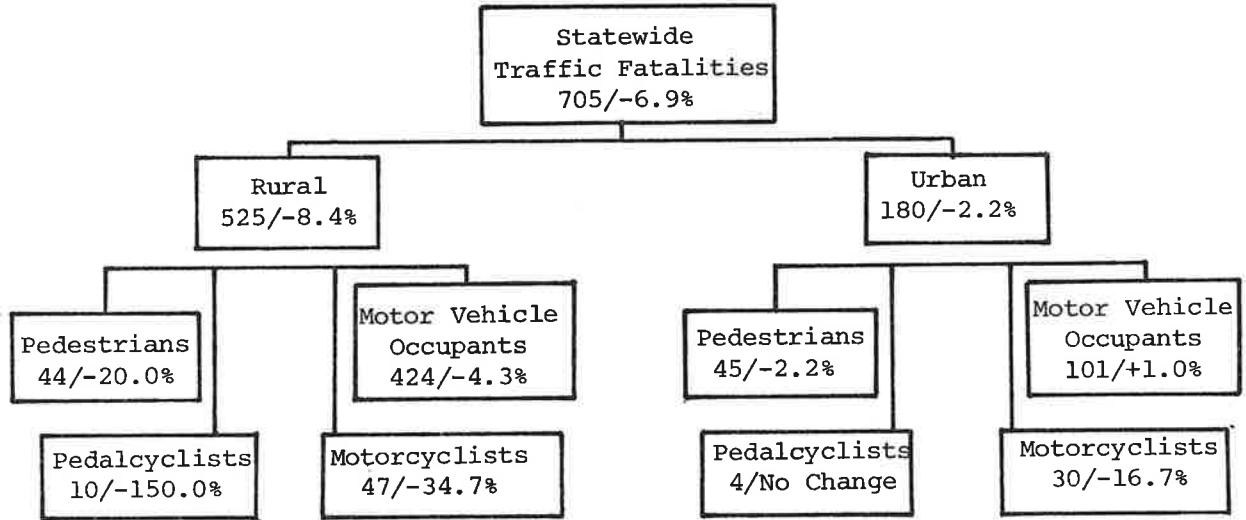 Statewide
Traffic Fatalities
705/-6.9%
Rural
525/-8.4%
Urban
180/-2.2%
Pedestrians
44/-20.0%
Motor Vehicle
Occupants
424/-4.3%
Pedalcyclists
10/-150.0%
Motorcyclists
47/-34.7%
Pedestrians
45/-2.2%
Motor Vehicle
Occupants
101/+1.0%
Pedalcyclists
4/No Change
Motorcyclists
30/-16.7%